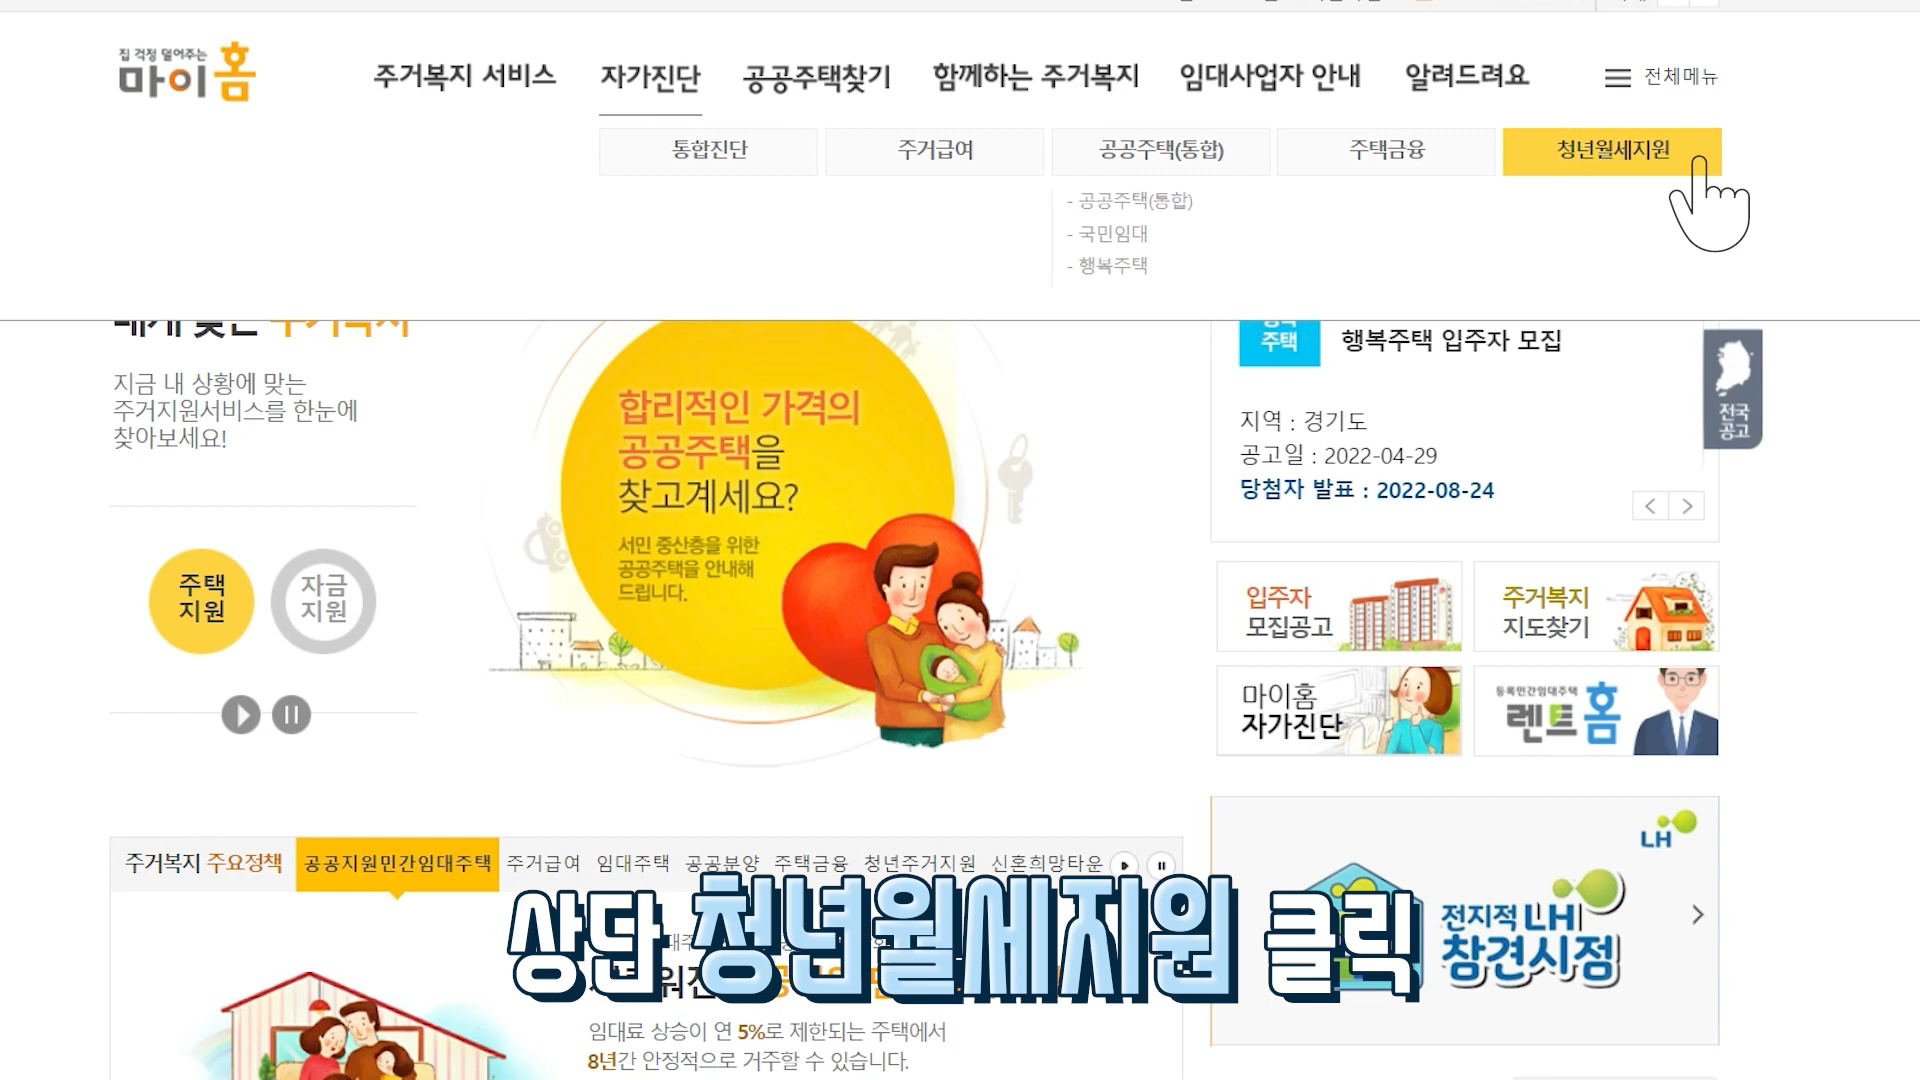 집 걱정 덜어주는
마이홈
주거복지 서비스 자가진단 공공주택찾기 함께하는 주거복지 임대사업자 안내 알려드려요 전체메뉴
통합진단 주거급여 공공주택(통합) 주택금융 청년월세지원
- 공공주택(통합)
- 국민임대
- 행복주택
지금 내 상황에 맞는
주거지원서비스를 한눈에
찾아보세요!
주택
지원
자금
지원
합리적인 가격의
공공주택을
찾고계세요?
서민 중산층을 위한
공공주택을 안내해
드립니다.
주택
행복주택 입주자 모집
지역 : 경기도
공고일 : 2022-04-29
당첨자 발표 : 2022-08-24
전국
공고
입주자
모집공고
주거복지
지도찾기
마이홈
자가진단
등록민간임대주택
렌트홈
주거복지 주요정책 공공지원민간임대주택 주거급여 임대주택 공공분양 주택금융 청년주거지원 신혼희망타운
LH
전지적 LH
참견시점
상단 청년월세지원 클릭
임대료 상승이 연 5%로 제한되는 주택에서
8년간 안정적으로 거주할 수 있습니다.